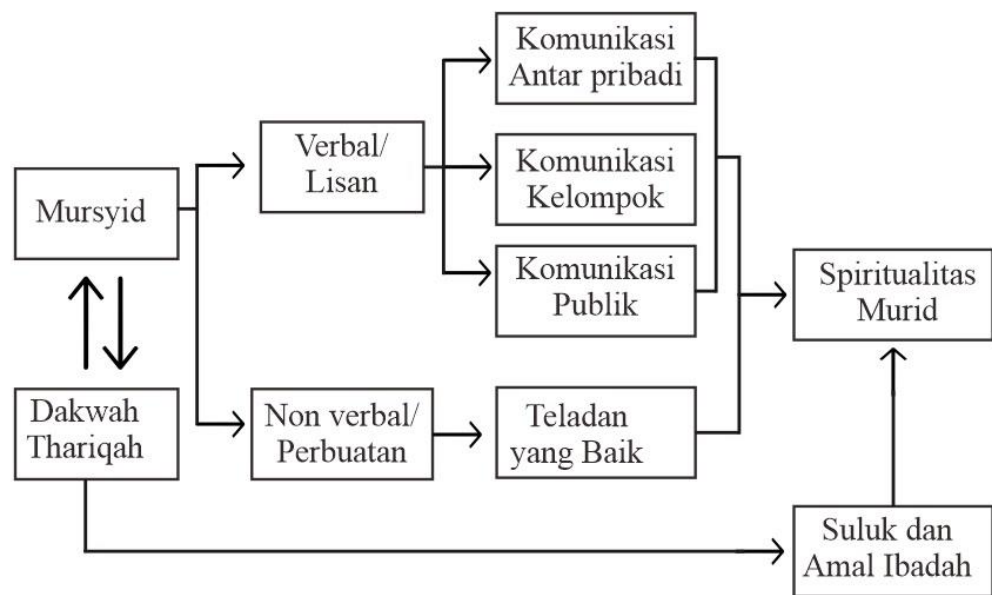 Mursyid
Dakwah
Thariqah
Verbal/
Lisan
Non verbal/
Perbuatan
Komunikasi
Antar pribadi
Komunikasi
Kelompok
Komunikasi
Publik
Teladan
yang Baik
Spiritualitas
Murid
Suluk dan
Amal Ibadah